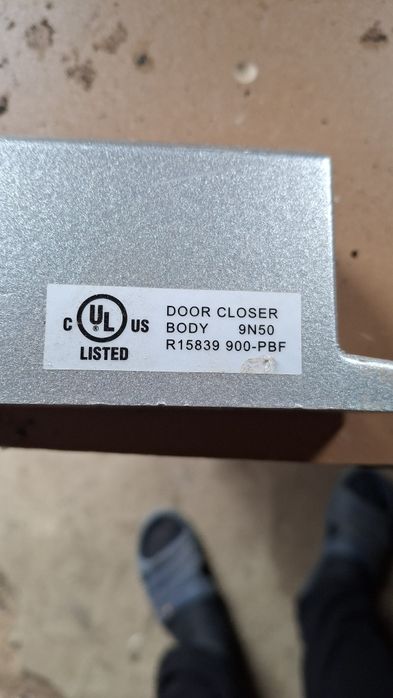 DOOR CLOSER
C UL® US BODY 9N50
LISTED R15839 900-PBF